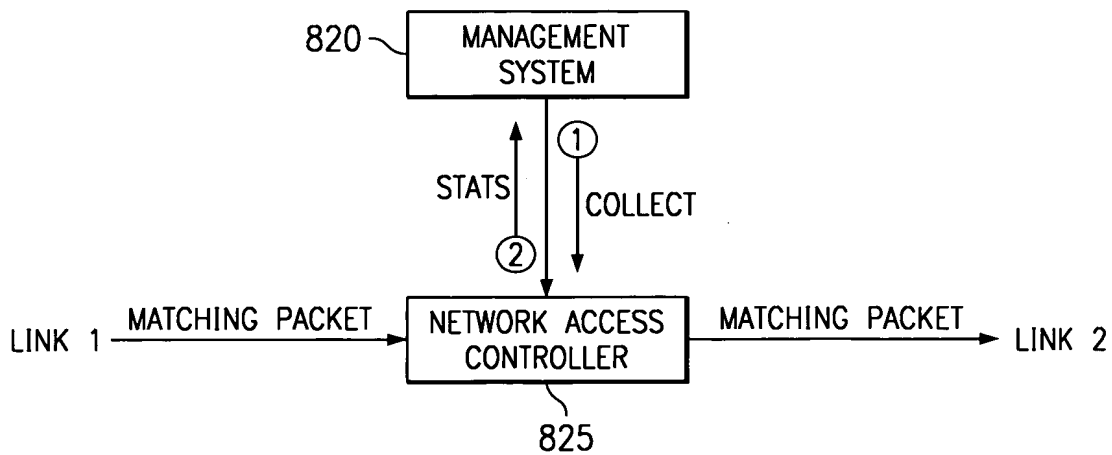 820
MANAGEMENT
SYSTEM
1
STATS
COLLECT
2
MATCHING PACKET
MATCHING PACKET
LINK 1
NETWORK ACCESS
CONTROLLER
LINK 2
825